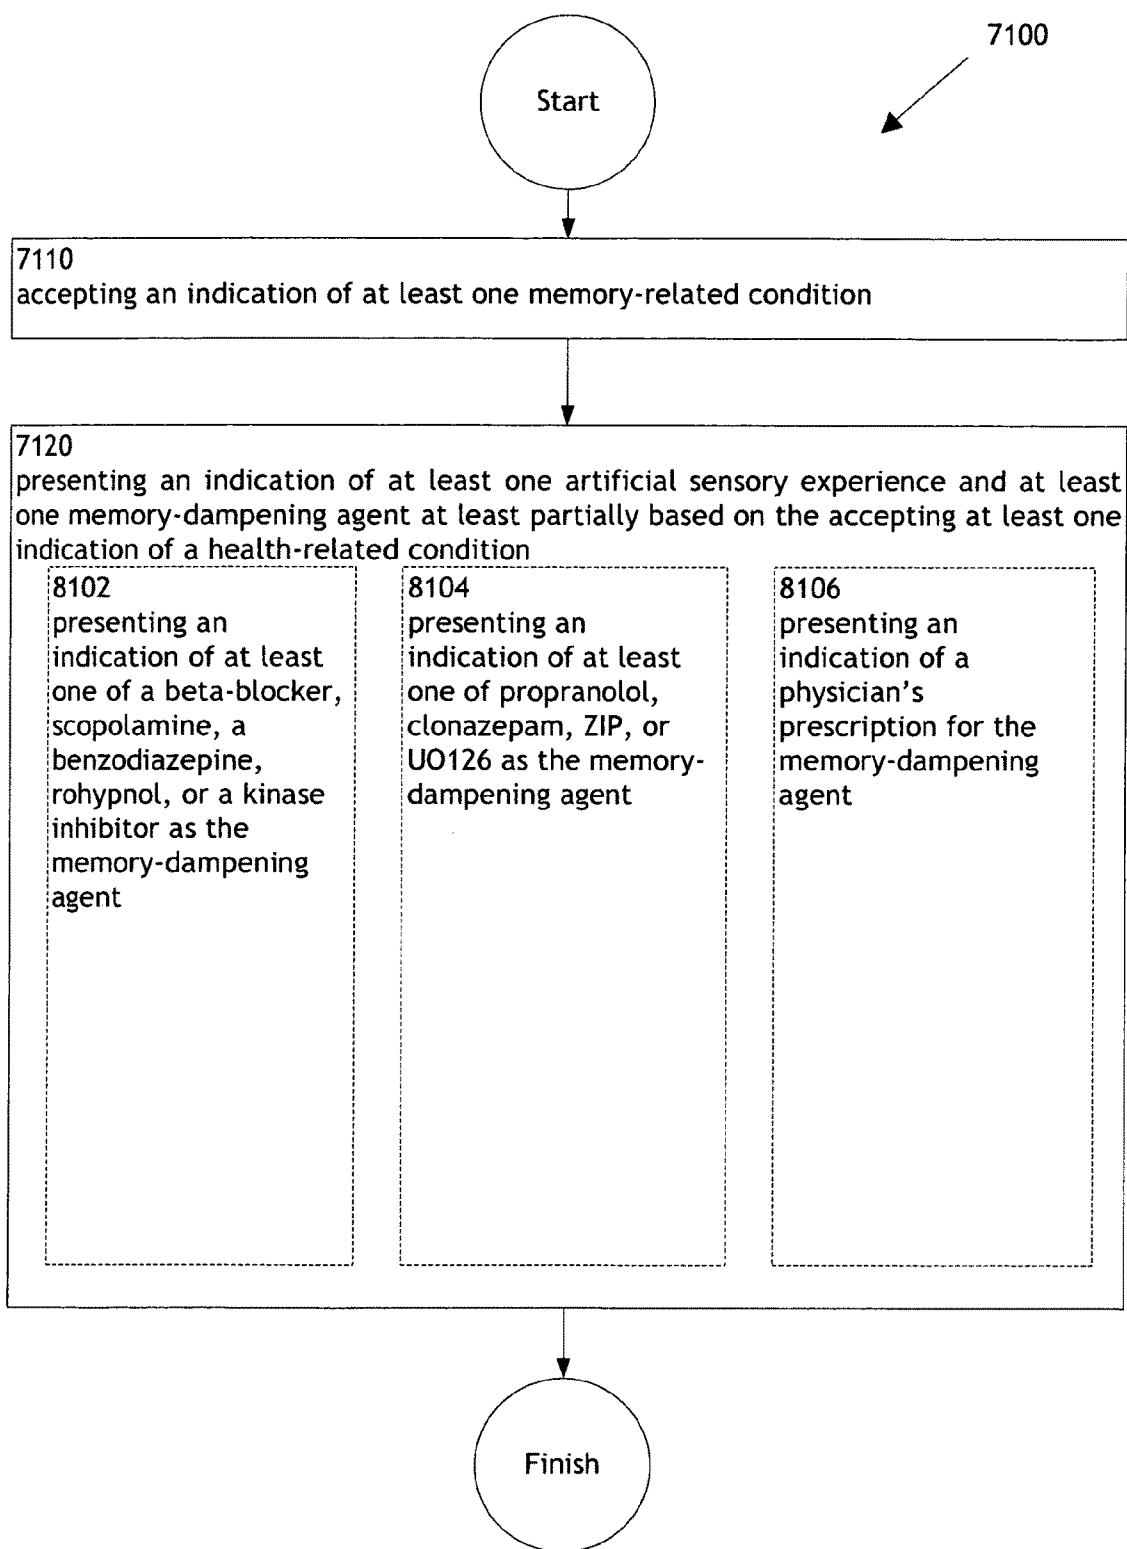 7100
Start
7110
accepting an indication of at least one memory-related condition
7120
presenting an indication of at least one artificial sensory experience and at least
one memory-dampening agent at least partially based on the accepting at least one
indication of a health-related condition
8102
presenting an
indication of at least
one of a beta-blocker,
scopolamine, a
benzodiazepine,
rohypnol, or a kinase
inhibitor as the
memory-dampening
agent
8104
presenting an
indication of at least
one of propranolol,
clonazepam, ZIP, or
UO126 as the memory-
dampening agent
8106
presenting an
indication of a
physician's
prescription for the
memory-dampening
agent
Finish